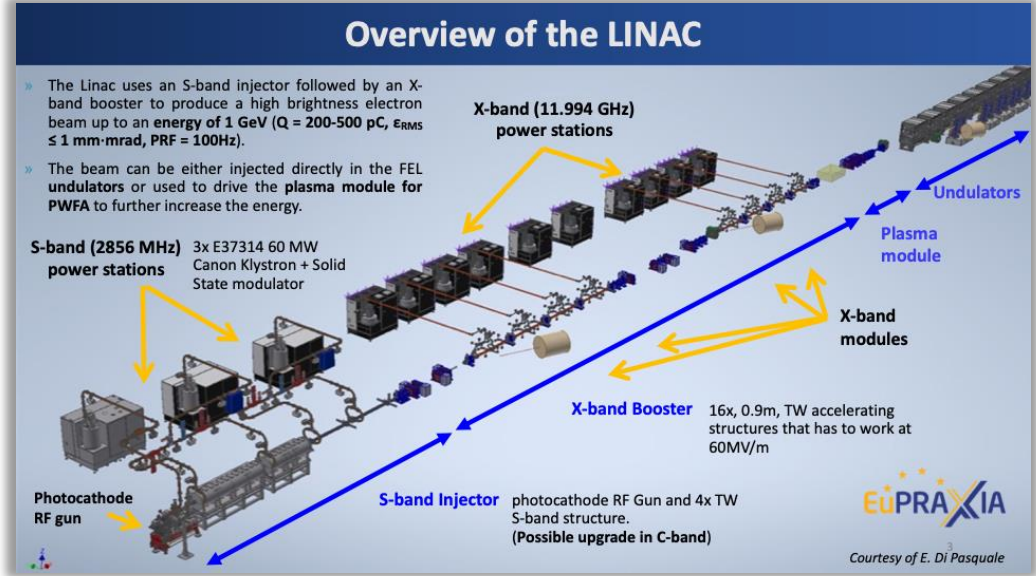 Overview of the LINAC
» The Linac uses an S-band injector followed by an X-
band booster to produce a high brightness electron
beam up to an energy of 1 GeV (Q = 200-500 pC, εRMS
≤ 1 mm·mrad, PRF = 100Hz).
» The beam can be either injected directly in the FEL
undulators or used to drive the plasma module for
PWFA to further increase the energy.
X-band (11.994 GHz)
power stations
S-band (2856 MHz)
power stations
3x E37314 60 MW
Canon Klystron + Solid
State modulator
Undulators
Plasma
module
X-band
modules
X-band Booster
16x, 0.9m, TW accelerating
structures that has to work at
60MV/m
Photocathode
RF gun
S-band Injector
photocathode RF Gun and 4x TW
S-band structure.
(Possible upgrade in C-band)
EuPRAXIA
3
Courtesy of E. Di Pasquale